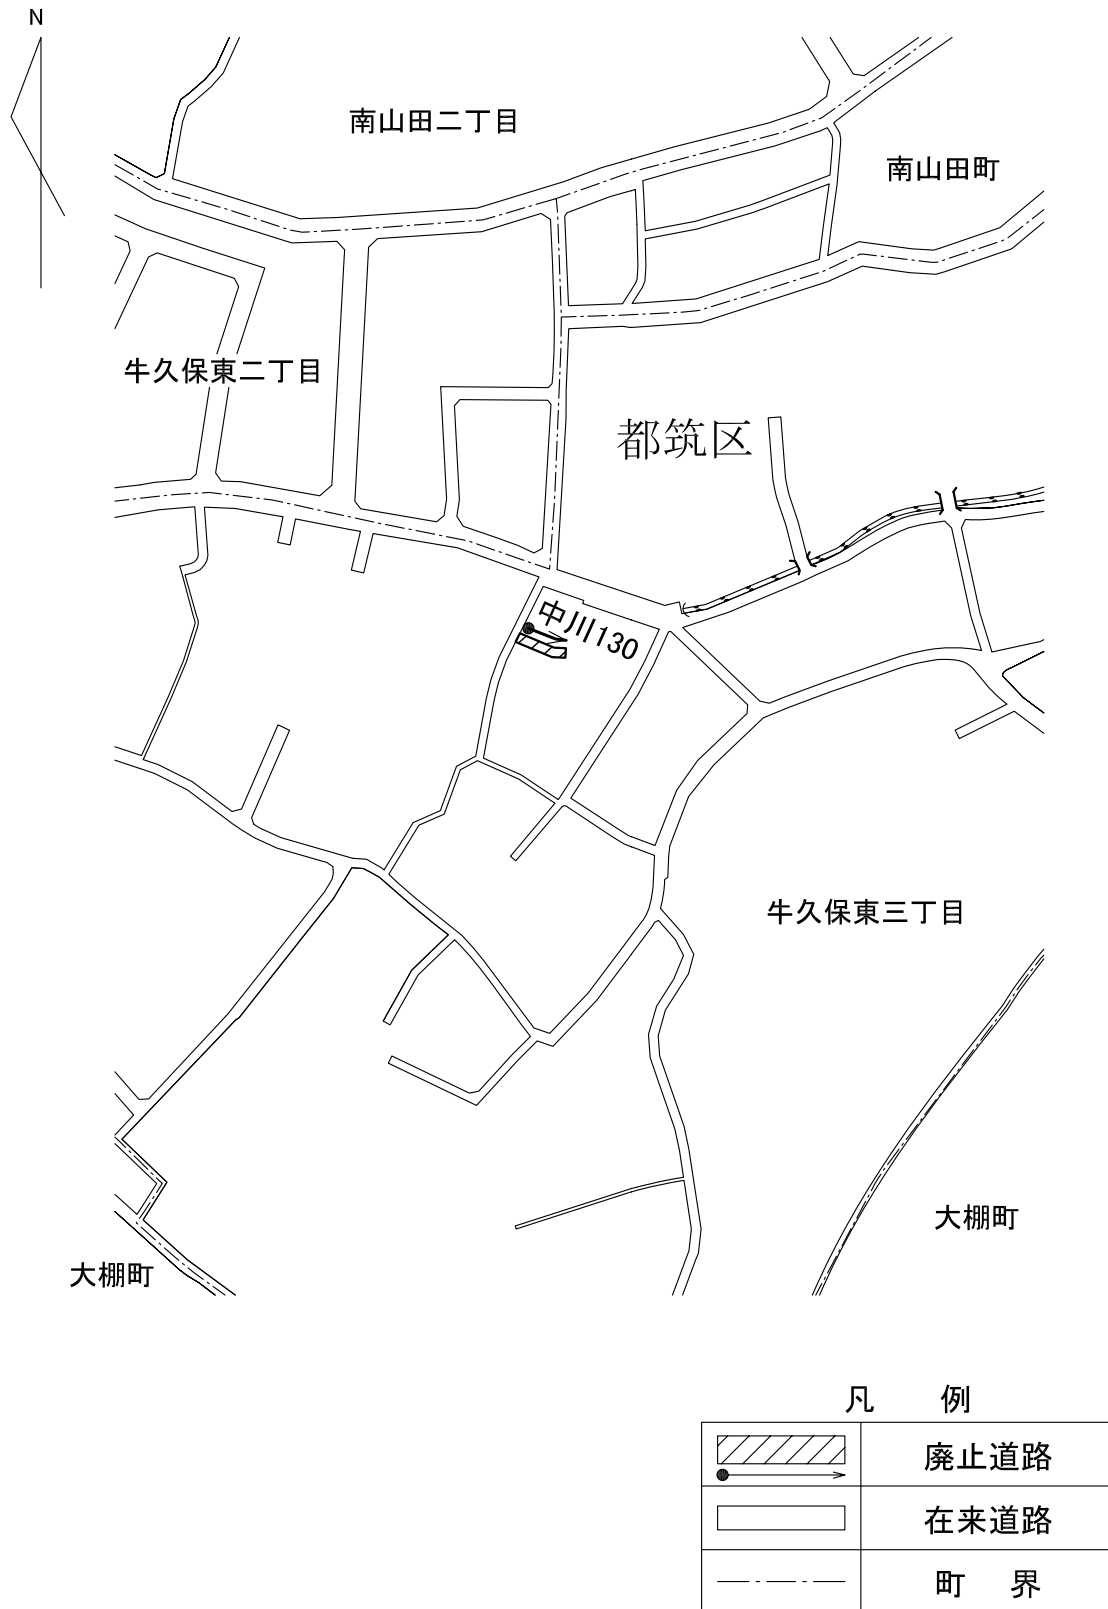 N
南山田二丁目
南山田町
牛久保東二丁目
都筑区
中川130
牛久保東三丁目
大棚町
大棚町
凡 例
廃止道路
在来道路
町 界